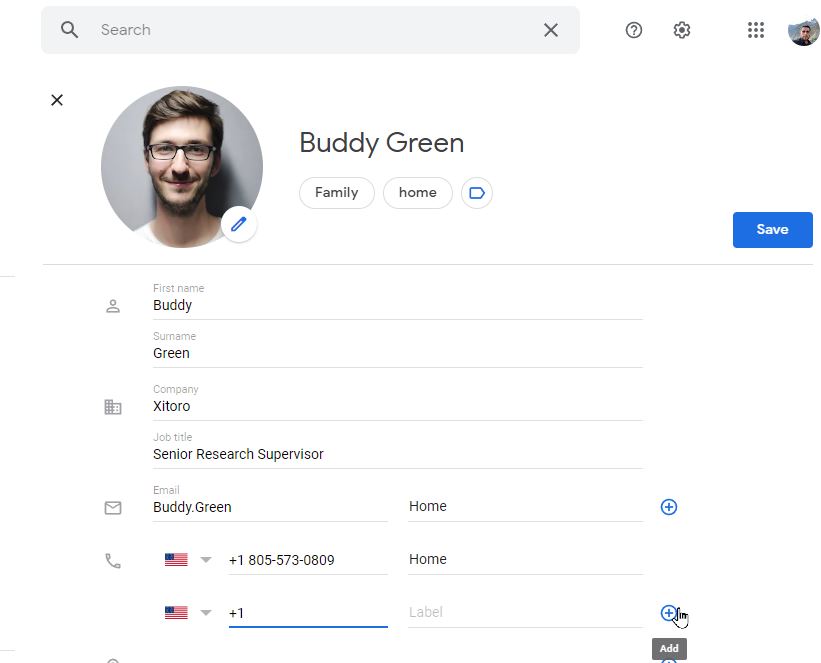 Search
Buddy Green
Family home
Save
First name
Buddy
Surname
Green
Company
Xitoro
Job title
Senior Research Supervisor
Email
Buddy.Green Home
+1 805-573-0809 Home
+1 Label
Add